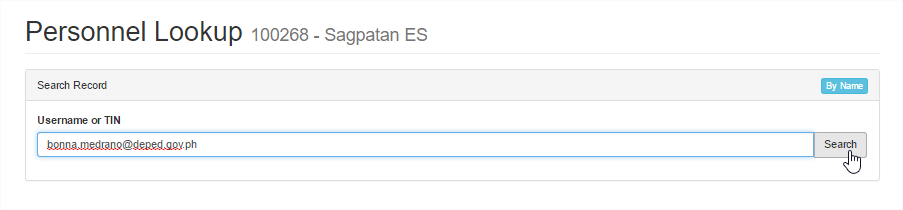 Personnel Lookup 100268 - Sagpatan ES
Search Record By Name
Username or TIN
bonna.medrano@deped.gov.ph Search